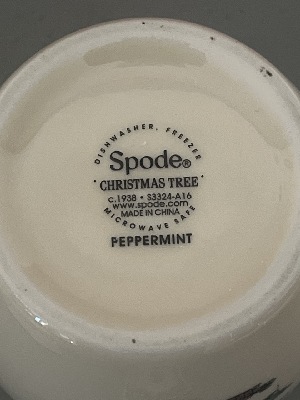 DISHWASHER, FREEZER
Spode®
· CHRISTMAS TREE ·
c.1938 • S3324-A16
www.spode.com
MADE IN CHINA
MICROWAVE SAFE
PEPPERMINT